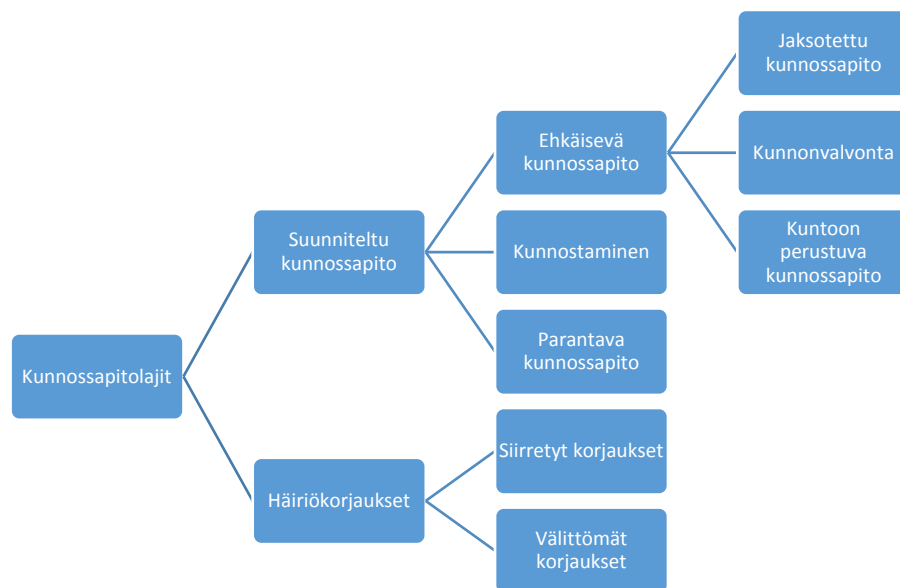 Kunnossapitolajit
Suunniteltu
kunnossapito
Ehkäisevä
kunnossapito
Jaksotettu
kunnossapito
Kunnonvalvonta
Kuntoon
perustuva
kunnossapito
Kunnostaminen
Parantava
kunnossapito
Häiriökorjaukset
Siirretyt korjaukset
Välittömät
korjaukset